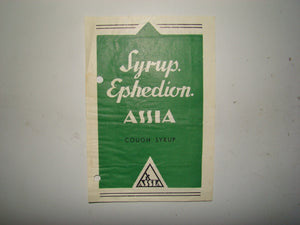 Syrup.
Ephedion.
ASSIA
COUGH SYRUP
ASSIA